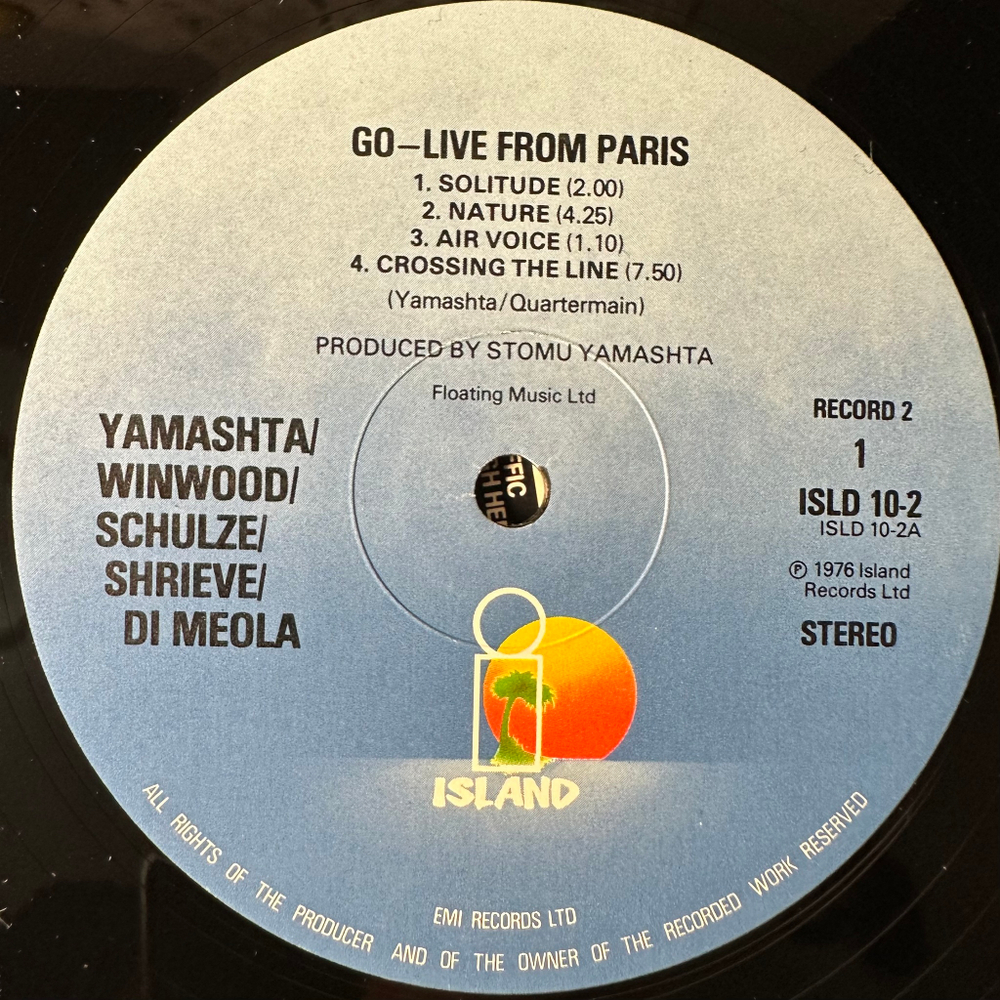 GO–LIVE FROM PARIS
1. SOLITUDE (2.00)
2. NATURE (4.25)
3. AIR VOICE (1.10)
4. CROSSING THE LINE (7.50)
(Yamashta/Quartermain)
PRODUCED BY STOMU YAMASHTA
Floating Music Ltd
YAMASHTA/
WINWOOD/
SCHULZE/
SHRIEVE/
DI MEOLA
RECORD 2
1
ISLD 10-2
ISLD 10-2A
℗ 1976 Island
Records Ltd
STEREO
ISLAND
EMI RECORDS LTD
ALL RIGHTS OF THE PRODUCER AND OF THE OWNER OF THE RECORDED WORK RESERVED